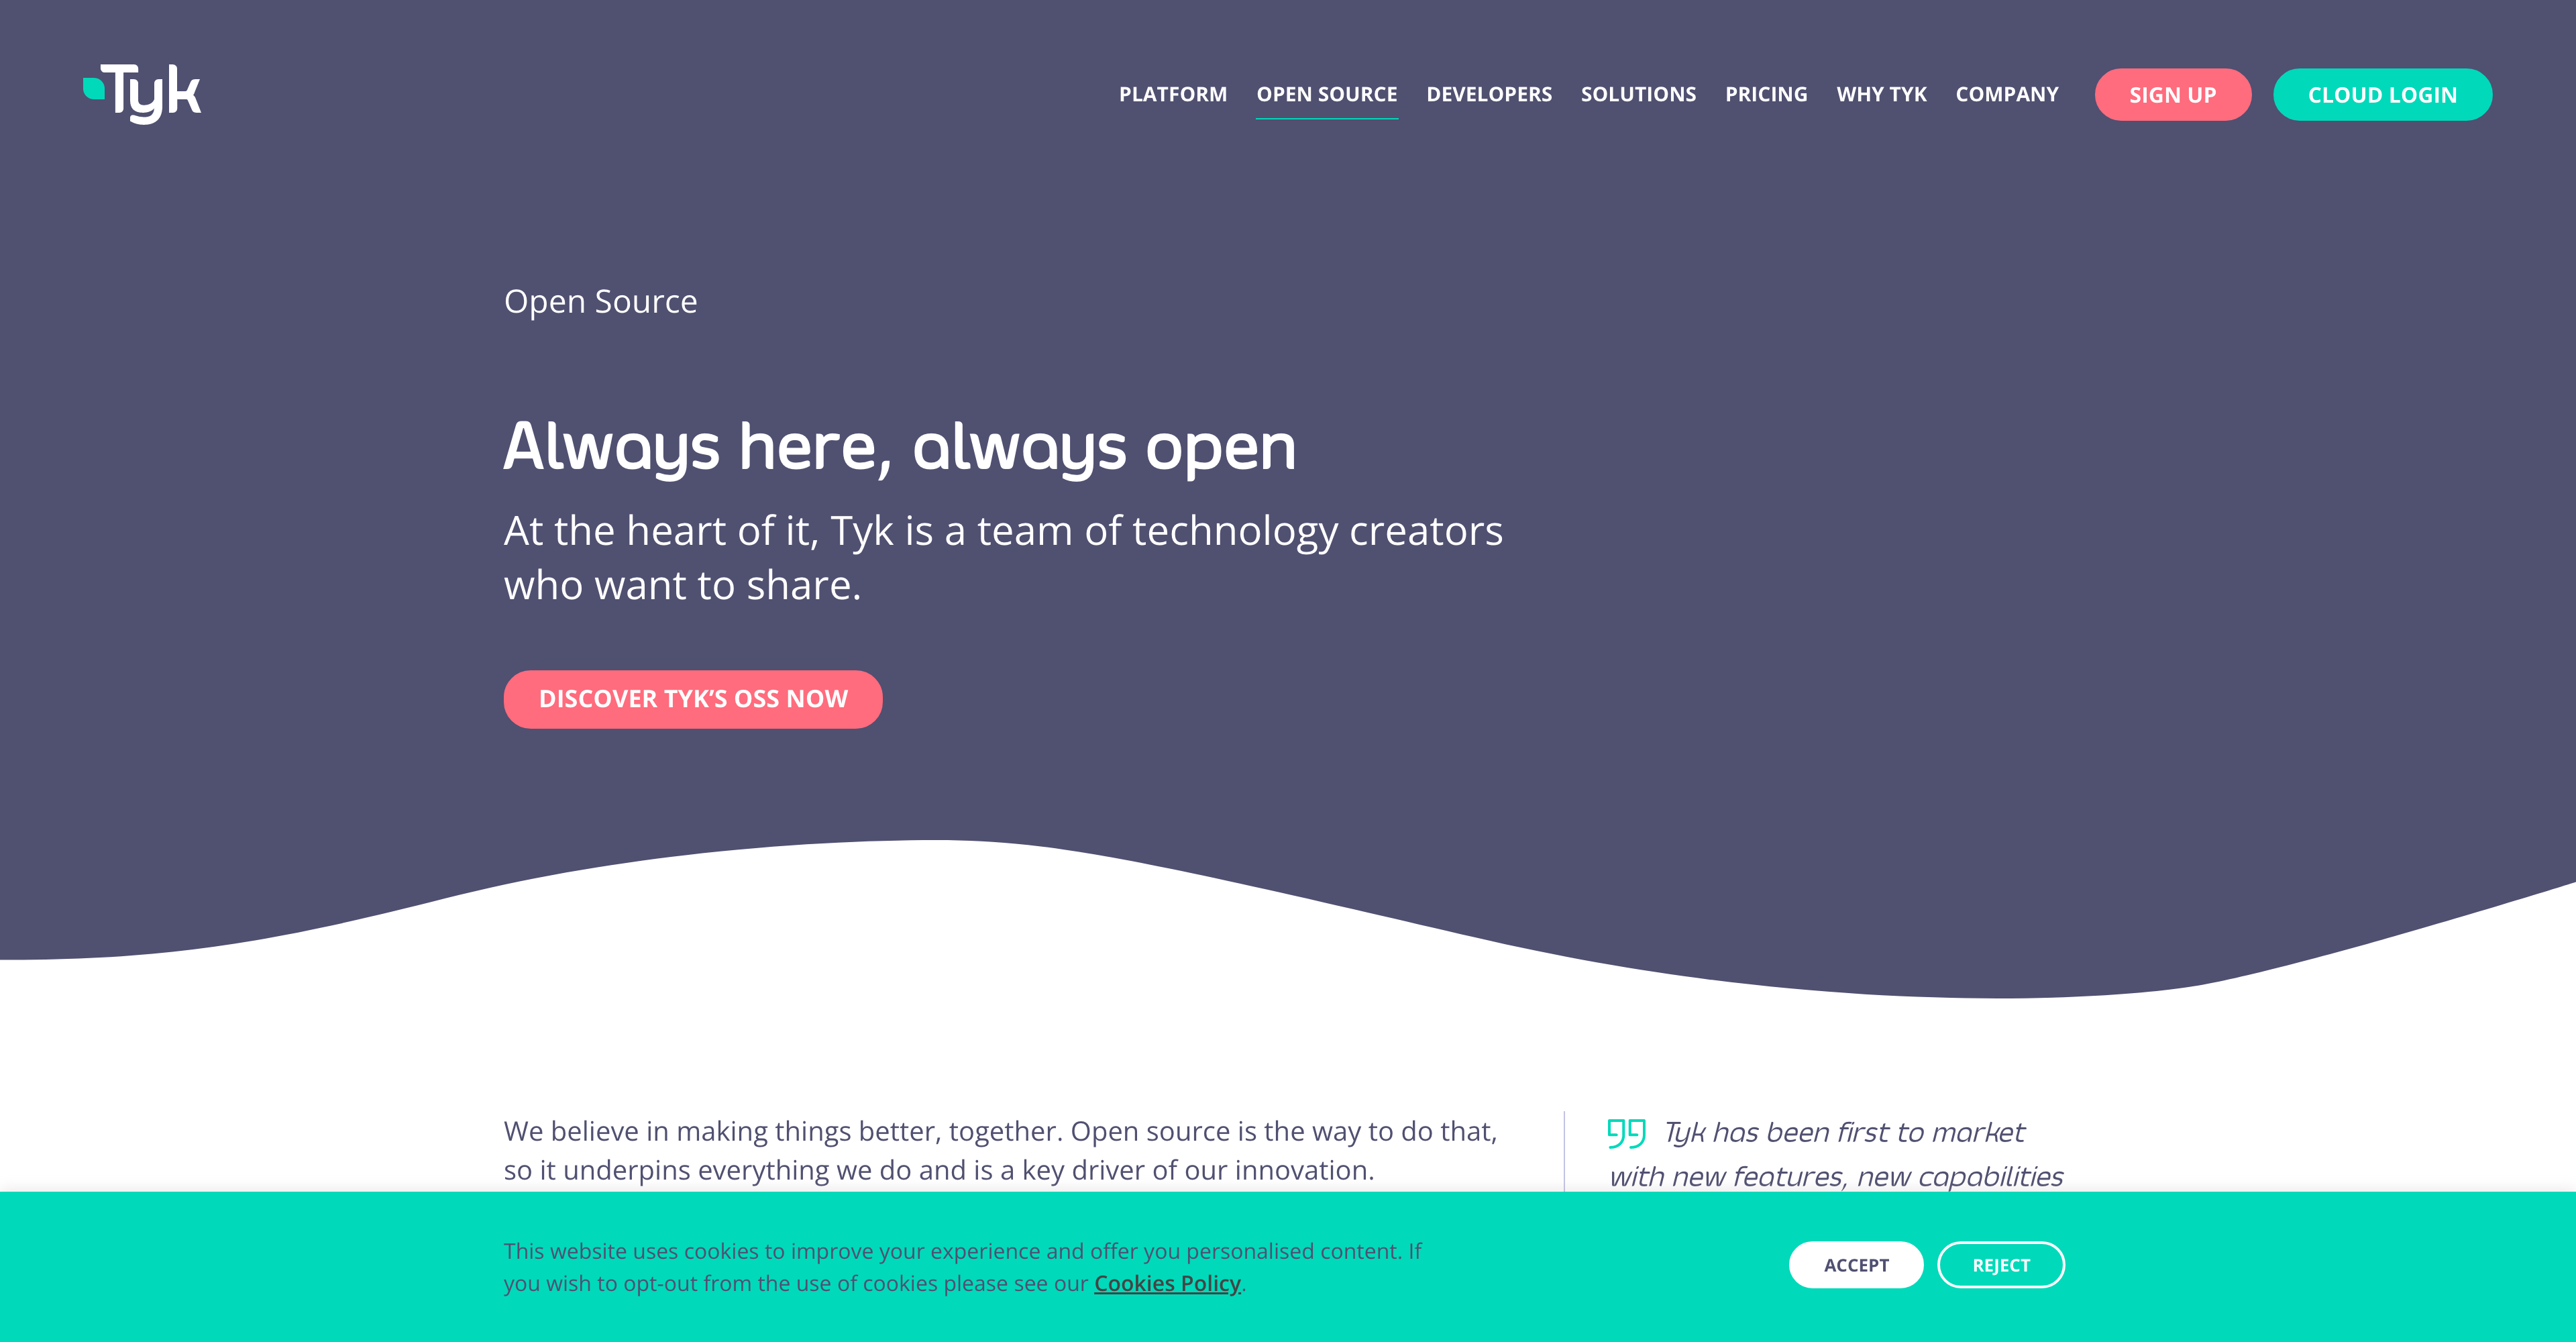 Tyk
PLATFORM OPEN SOURCE DEVELOPERS SOLUTIONS PRICING WHY TYK COMPANY SIGN UP CLOUD LOGIN
Open Source
Always here, always open
At the heart of it, Tyk is a team of technology creators
who want to share.
DISCOVER TYK’S OSS NOW
We believe in making things better, together. Open source is the way to do that,
so it underpins everything we do and is a key driver of our innovation.
Tyk has been first to market
with new features, new capabilities
This website uses cookies to improve your experience and offer you personalised content. If
you wish to opt-out from the use of cookies please see our Cookies Policy.
ACCEPT
REJECT